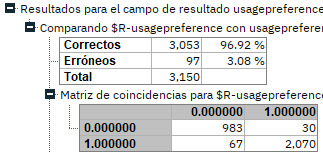 Resultados para el campo de resultado usagepreference
Comparando $R-usagepreference con usageprefer
Correctos 3,053 96.92 %
Erróneos 97 3.08 %
Total 3,150
Matriz de coincidencias para $R-usagepreference
0.000000 1.000000
0.000000 983 30
1.000000 67 2,070